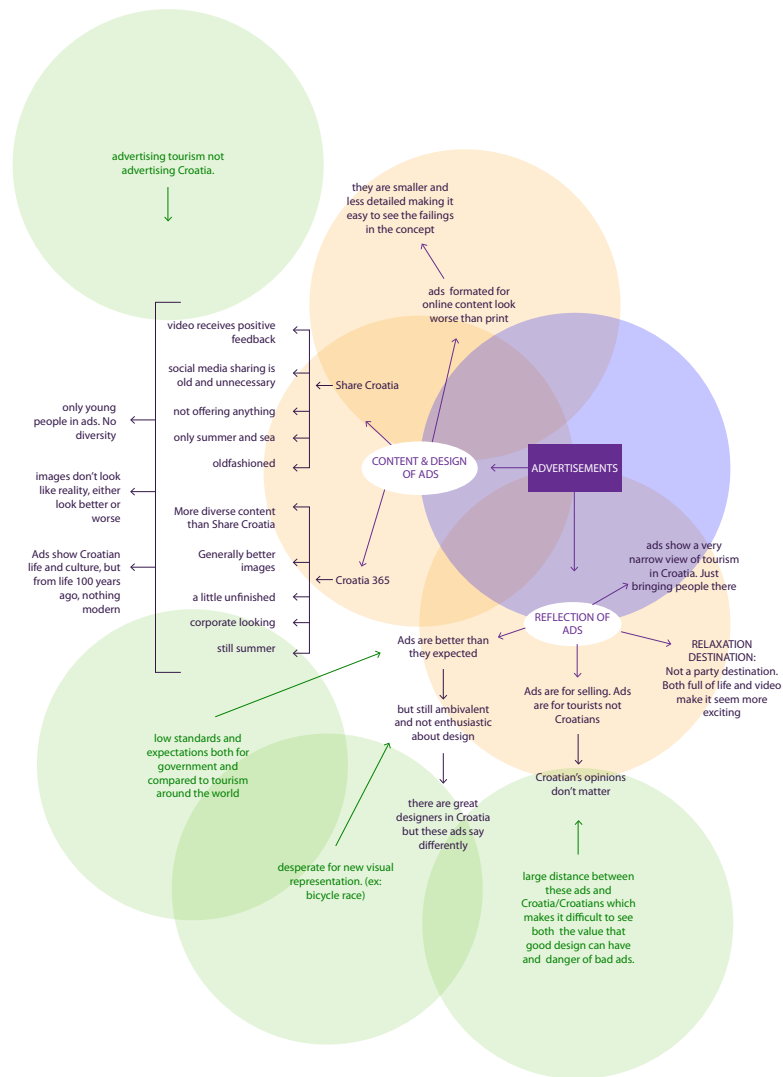 advertising tourism not
advertising Croatia.
they are smaller and
less detailed making it
easy to see the failings
in the concept
ads formated for
online content look
worse than print
video receives positive
feedback
social media sharing is
old and unnecessary
Share Croatia
not offering anything
only summer and sea
oldfashioned
only young
people in ads. No
diversity
images don't look
like reality, either
look better or
worse
Ads show Croatian
life and culture, but
from life 100 years
ago, nothing
modern
CONTENT & DESIGN
OF ADS
ADVERTISEMENTS
More diverse content
than Share Croatia
Generally better
images
Croatia 365
a little unfinished
corporate looking
still summer
ads show a very
narrow view of tourism
in Croatia. Just
bringing people there
REFLECTION OF
ADS
Ads are better than
they expected
RELAXATION
DESTINATION:
Not a party destination.
Both full of life and video
make it seem more
exciting
Ads are for selling. Ads
are for tourists not
Croatians
but still ambivalent
and not enthustistic
about design
low standards and
expectations both for
government and
compared to tourism
around the world
Croatian's opinions
don't matter
there are great
designers in Croatia
but these ads say
differently
desperate for new visual
representation. (ex:
bicycle race)
large distance between
these ads and
Croatia/Croatians which
makes it difficult to see
both the value that
good design can have
and danger of bad ads.